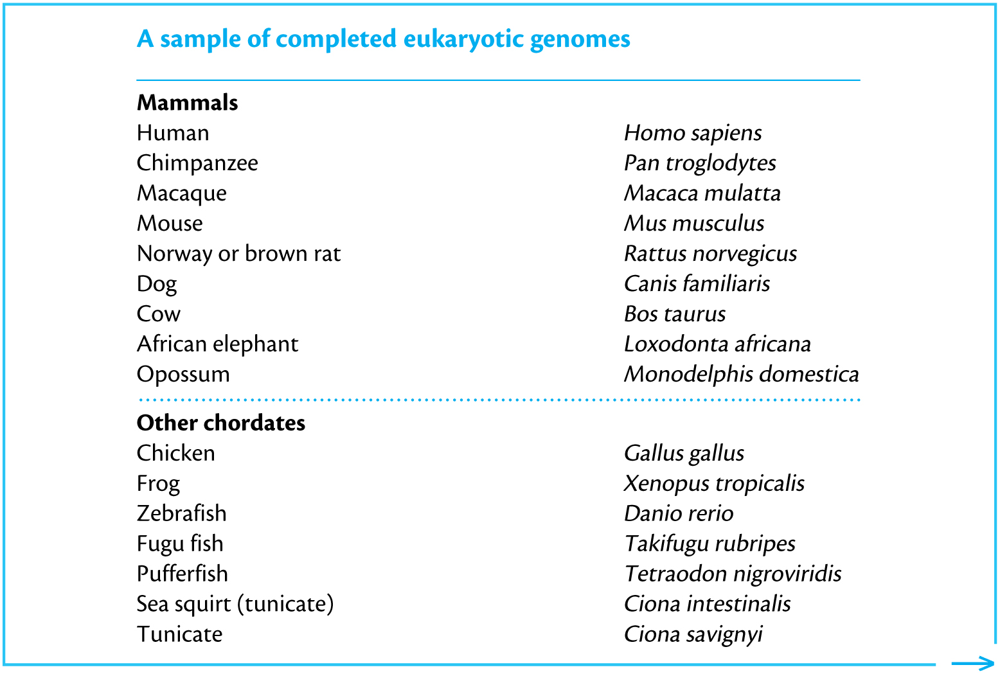 A sample of completed eukaryotic genomes
Mammals
Human Homo sapiens
Chimpanzee Pan troglodytes
Macaque Macaca mulatta
Mouse Mus musculus
Norway or brown rat Rattus norvegicus
Dog Canis familiaris
Cow Bos taurus
African elephant Loxodonta africana
Opossum Monodelphis domestica
Other chordates
Chicken Gallus gallus
Frog Xenopus tropicalis
Zebrafish Danio rerio
Fugu fish Takifugu rubripes
Pufferfish Tetraodon nigroviridis
Sea squirt (tunicate) Ciona intestinalis
Tunicate Ciona savignyi